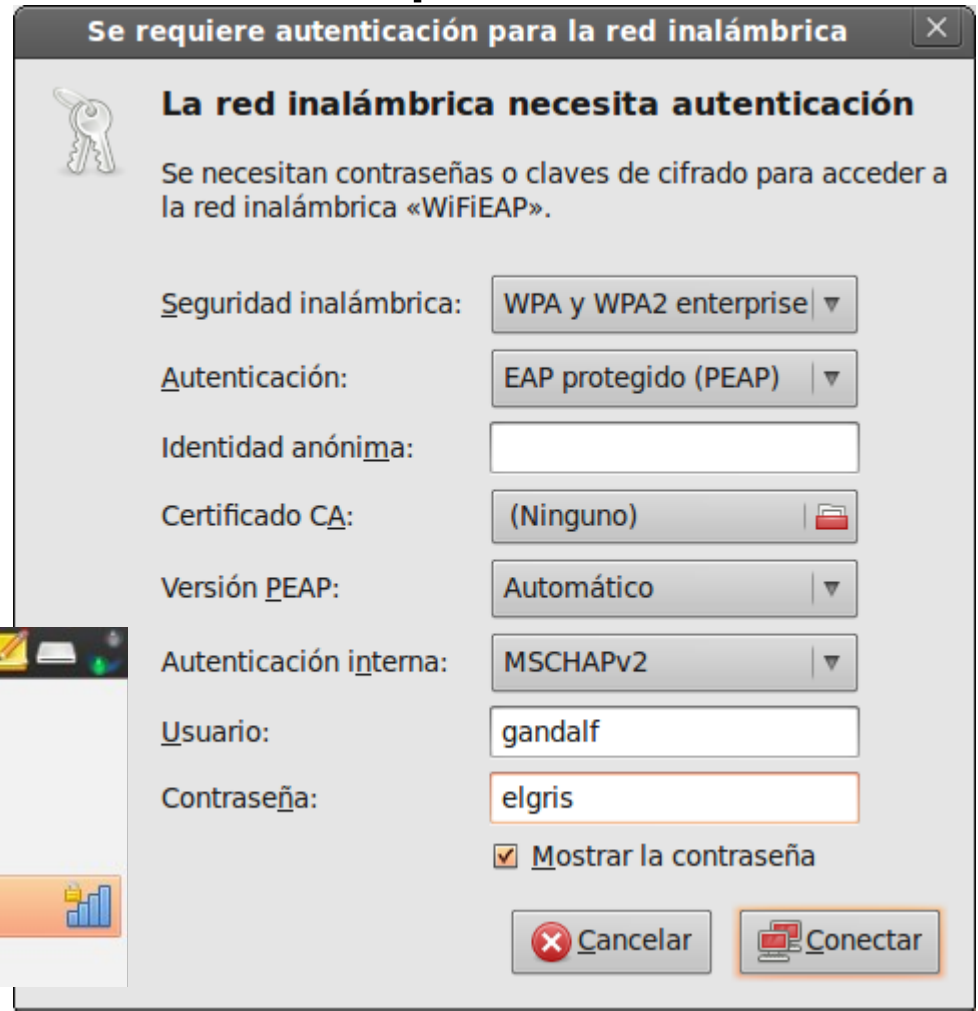 Se requiere autenticación para la red inalámbrica
La red inalámbrica necesita autenticación
Se necesitan contraseñas o claves de cifrado para acceder a
la red inalámbrica «WiFiEAP».
Seguridad inalámbrica: WPA y WPA2 enterprise
Autenticación: EAP protegido (PEAP)
Identidad anónima:
Certificado CA: (Ninguno)
Versión PEAP: Automático
Autenticación interna: MSCHAPv2
Usuario: gandalf
Contraseña: elgris
Mostrar la contraseña
Cancelar Conectar